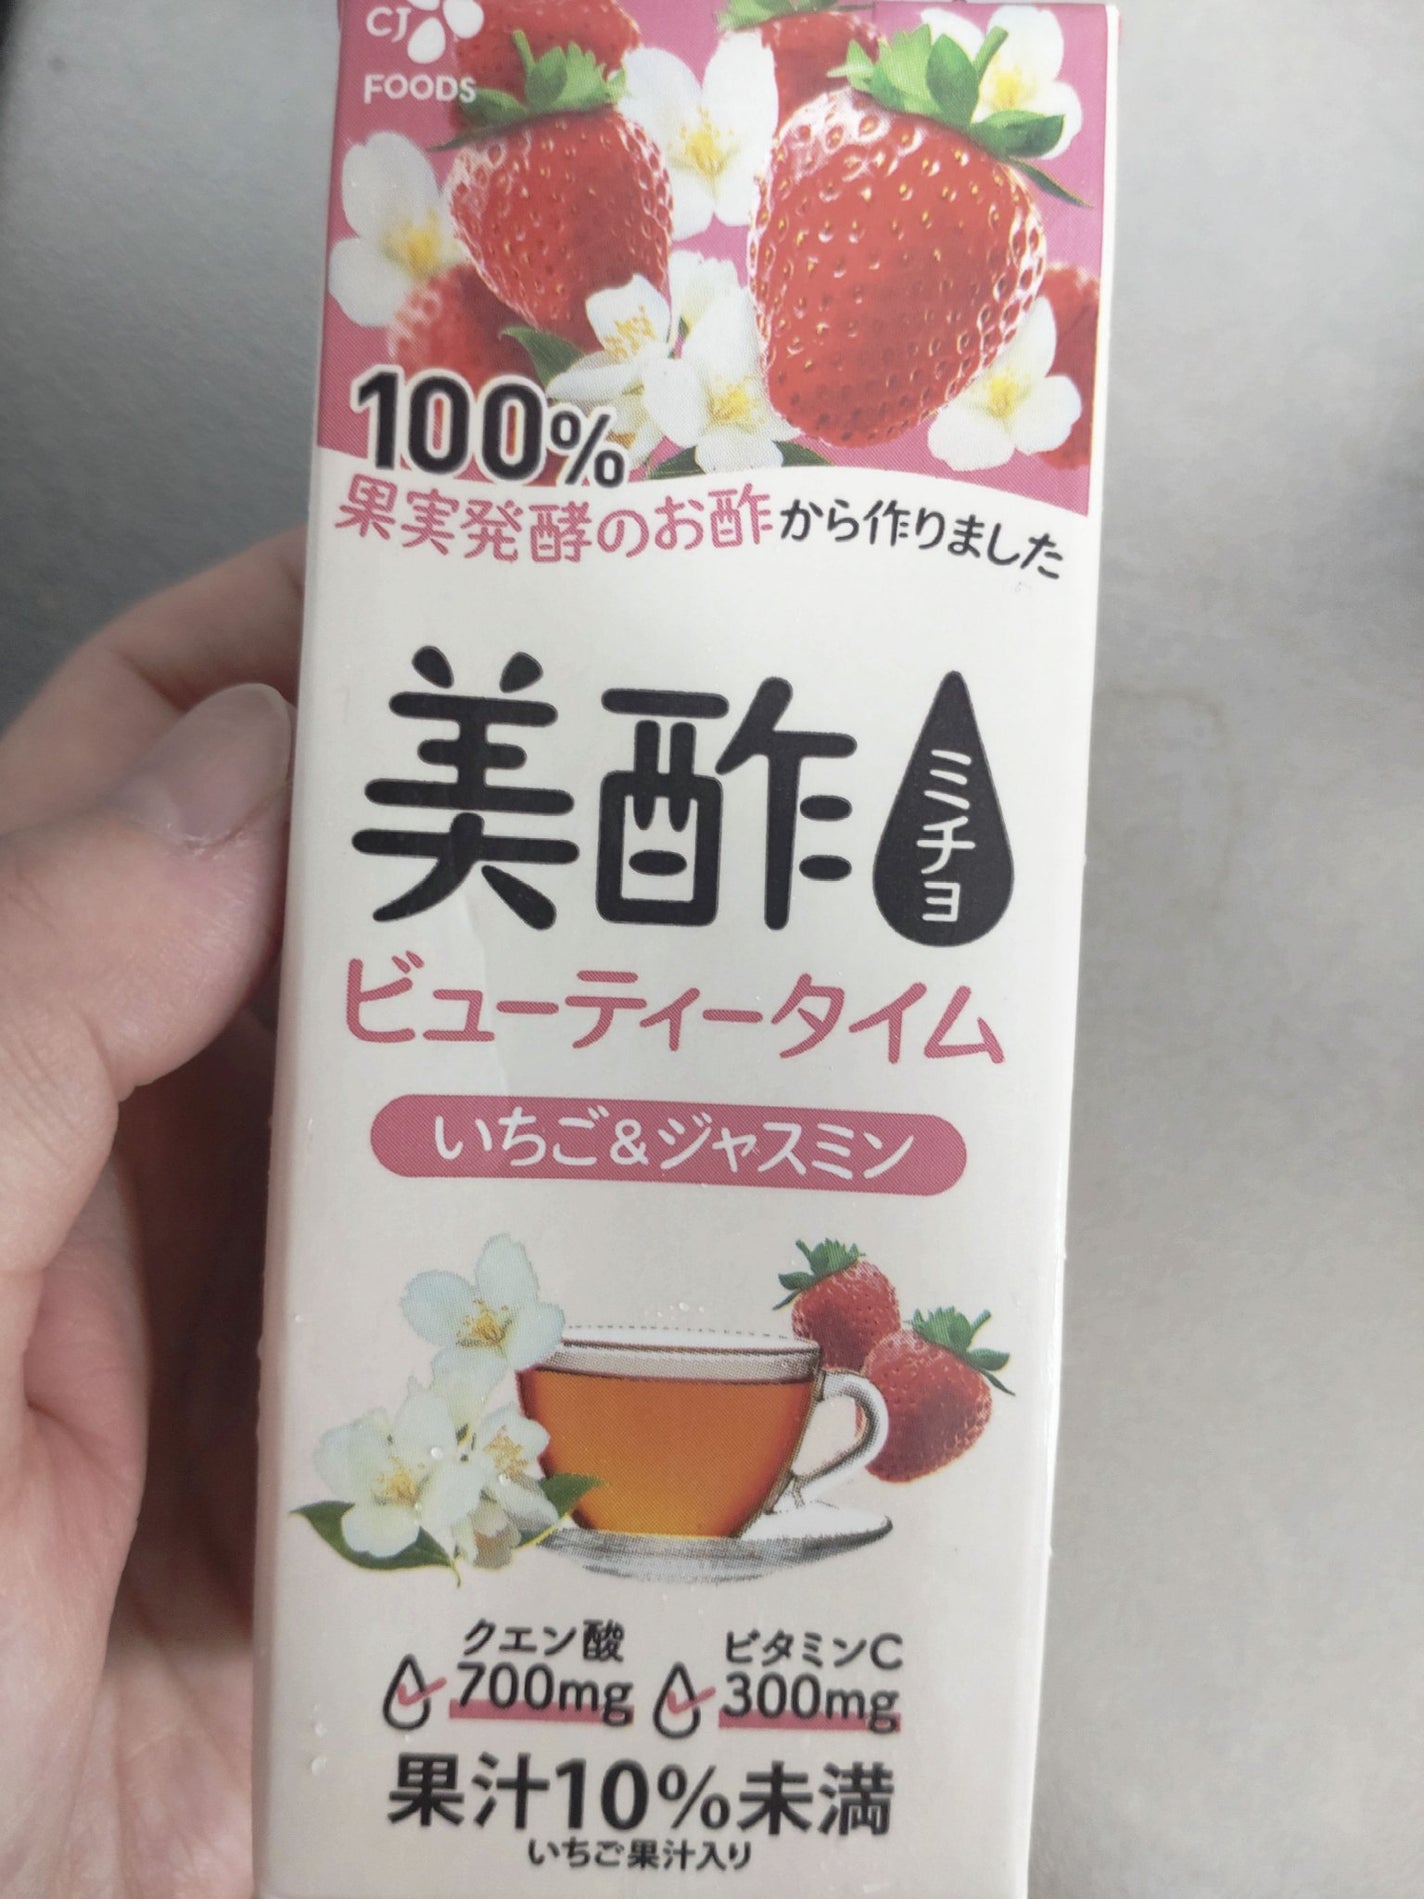 CJ
FOODS
100%
果実発酵のお酢から作りました
美酢
ミチョ
ビューティータイム
いちご&ジャスミン
クエン酸
700mg
ビタミンC
300mg
果汁10%未満
いちご果汁入り